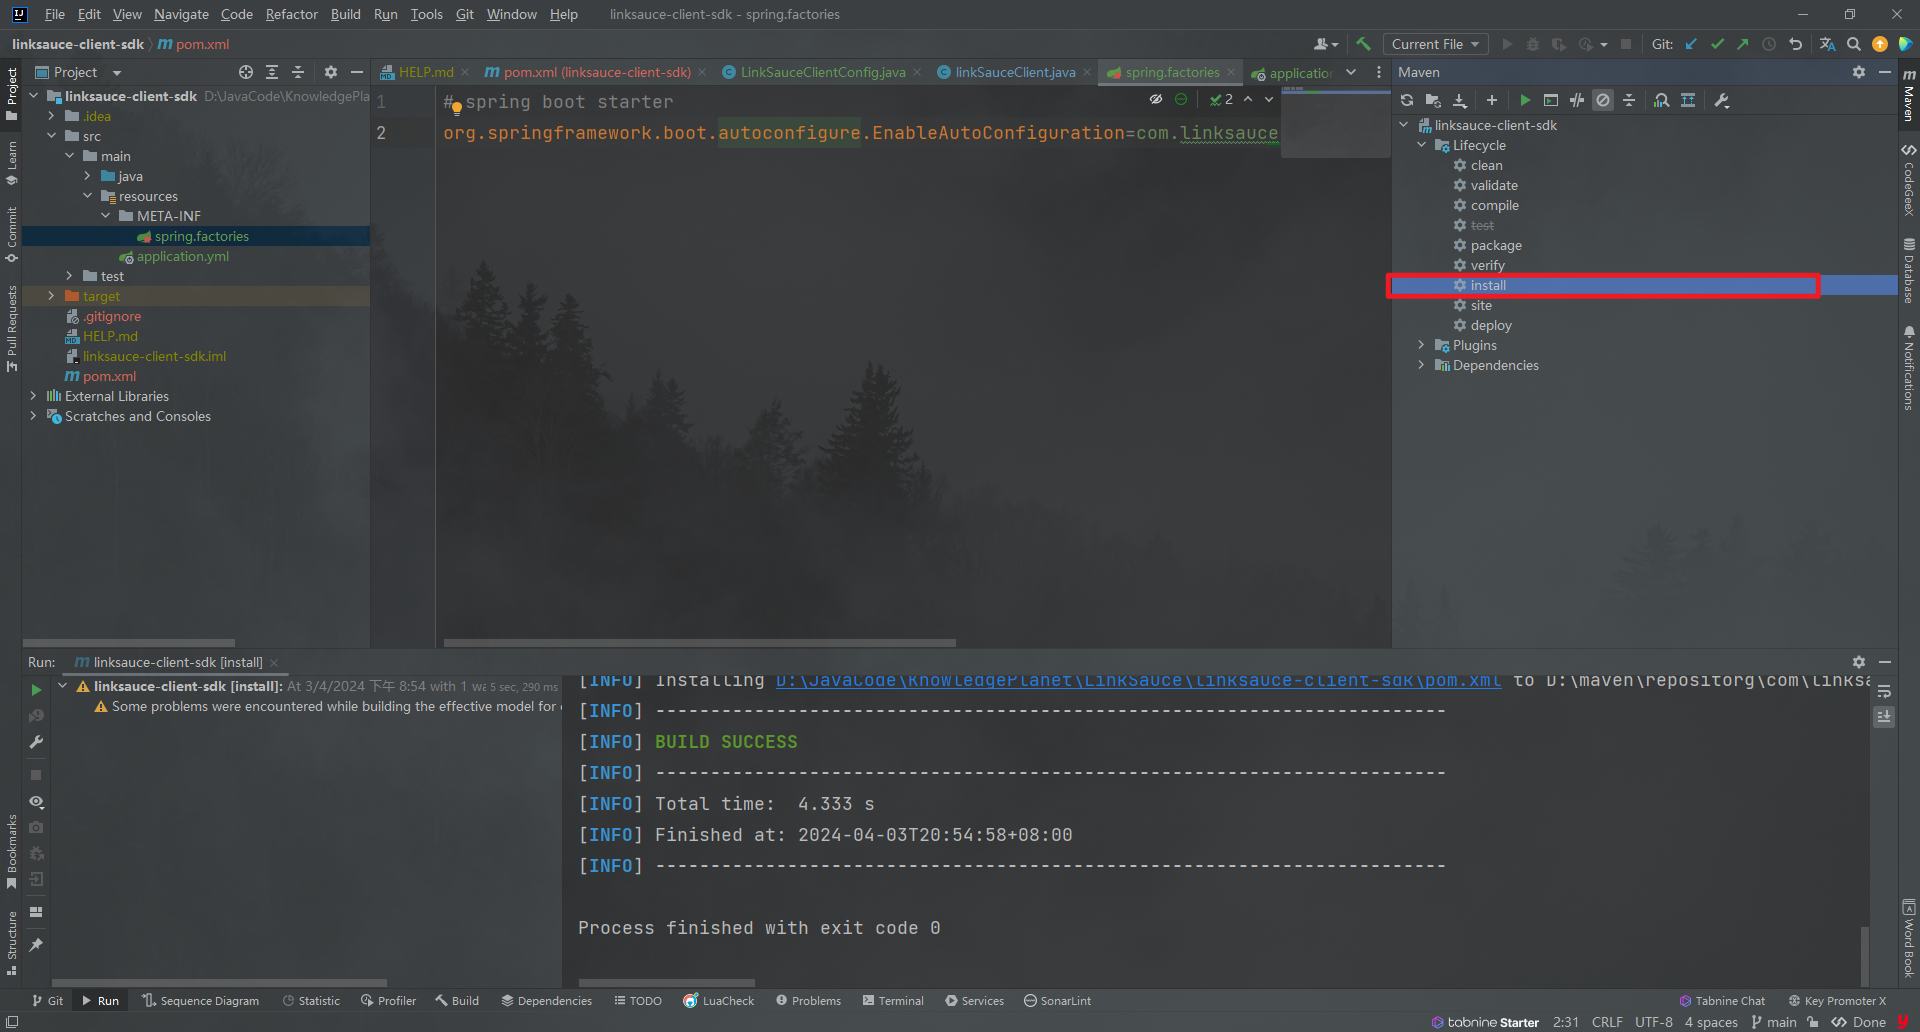 File Edit View Navigate Code Refactor Build Run Tools Git Window Help linksauce-client-sdk - spring.factories
linksauce-client-sdk pom.xml
Current File Git:
Project
HELP.md pom.xml (linksauce-client-sdk) LinkSauceClientConfig.java linkSauceClient.java spring.factories application
Maven
Project
Learn
Commit
Pull Requests
Bookmarks
Structure
linksauce-client-sdk D:\JavaCode\KnowledgePla
.idea
src
main
java
resources
META-INF
spring.factories
application.yml
test
target
.gitignore
HELP.md
linksauce-client-sdk.iml
pom.xml
External Libraries
Scratches and Consoles
1 # spring boot starter
2 org.springframework.boot.autoconfigure.EnableAutoConfiguration=com.linksauce
2
linksauce-client-sdk
Lifecycle
clean
validate
compile
test
package
verify
install
site
deploy
Plugins
Dependencies
Maven
CodeGeeX
Database
Notifications
Word Book
Run: linksauce-client-sdk [install]
linksauce-client-sdk [install]: At 3/4/2024 下午 8:54 with 1 wa 5 sec, 290 ms
Some problems were encountered while building the effective model for
[INFO] Installing D:\JavaCode\KnowledgePlanet\LinkSauce\linksauce-client-sdk\pom.xml to D:\maven\repositorg\com\linksa
[INFO] ------------------------------------------------------------------------
[INFO] BUILD SUCCESS
[INFO] ------------------------------------------------------------------------
[INFO] Total time:  4.333 s
[INFO] Finished at: 2024-04-03T20:54:58+08:00
[INFO] ------------------------------------------------------------------------
Process finished with exit code 0
Git Run Sequence Diagram Statistic Profiler Build Dependencies TODO LuaCheck Problems Terminal Services SonarLint Tabnine Chat Key Promoter X
tabnine Starter 2:31 CRLF UTF-8 4 spaces main Done